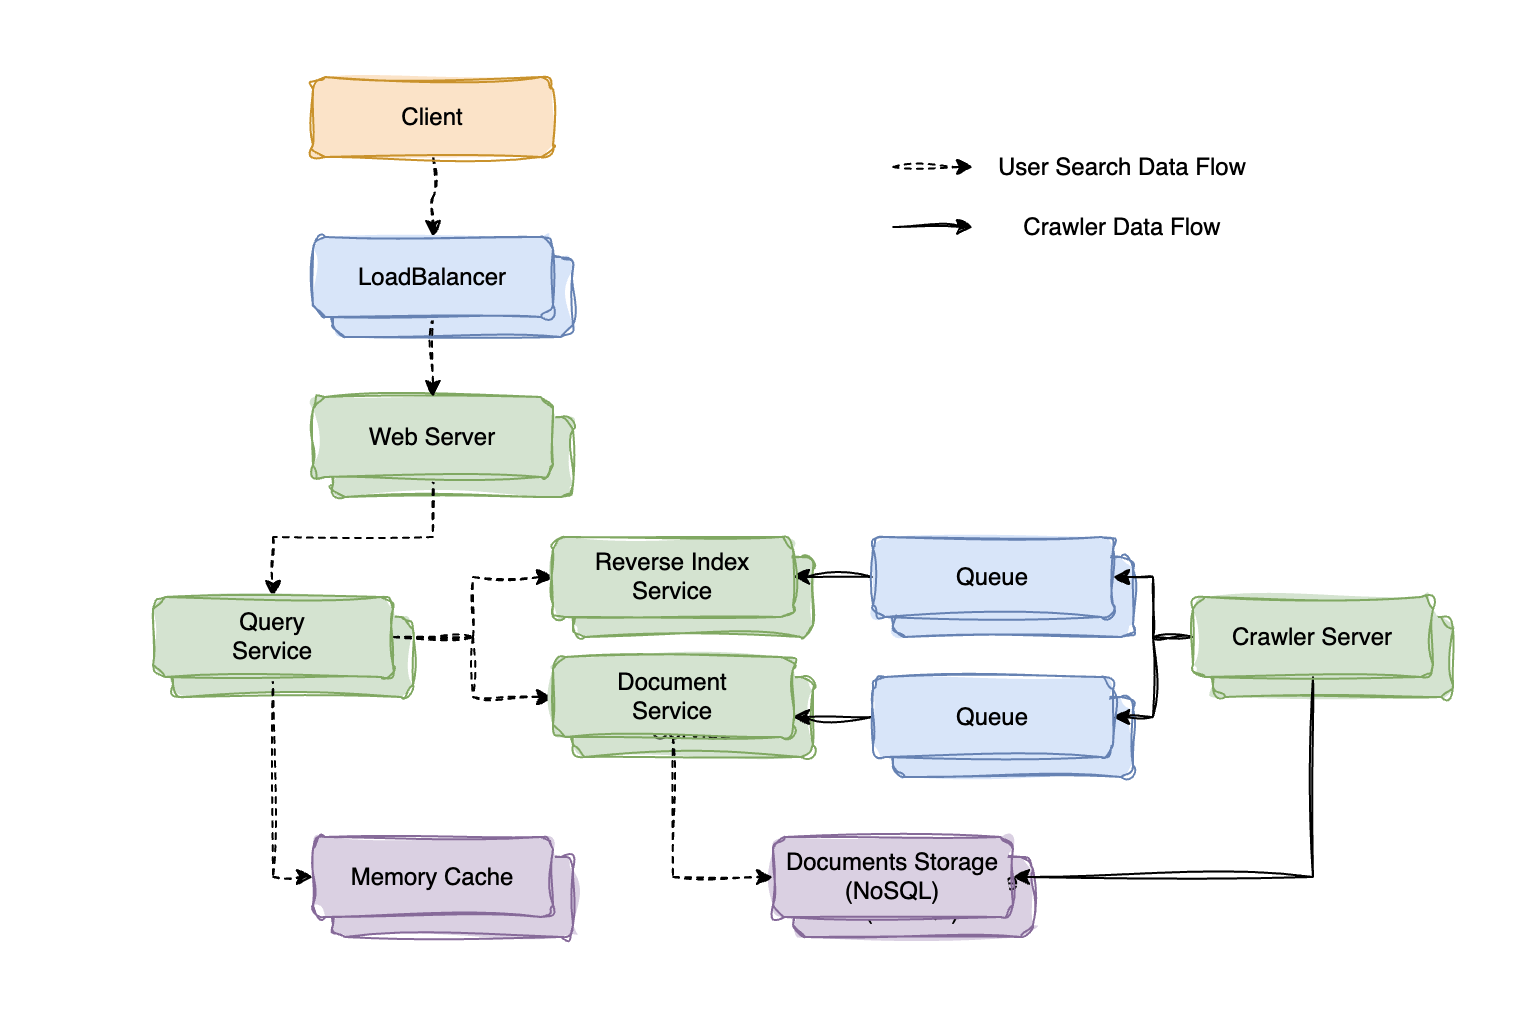 Client
User Search Data Flow
Crawler Data Flow
LoadBalancer
Web Server
Reverse Index
Service
Queue
Query
Service
Crawler Server
Document
Service
Queue
Memory Cache
Documents Storage
(NoSQL)